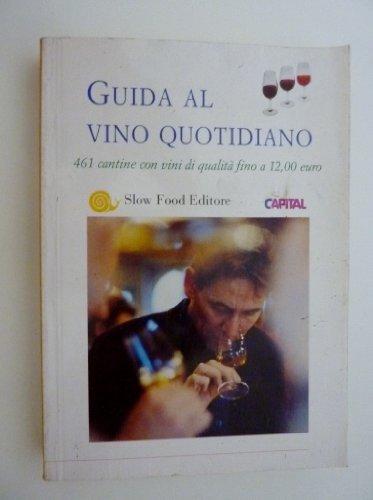 GUIDA AL
VINO QUOTIDIANO
461 cantine con vini di qualità fino a 12,00 euro
Slow Food Editore
CAPITAL